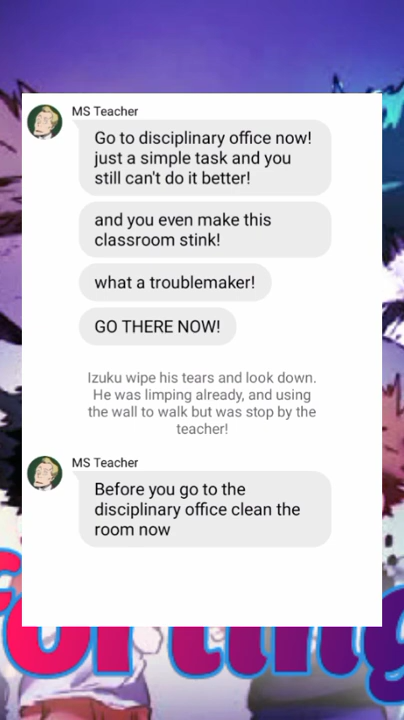 MS Teacher
Go to disciplinary office now!
just a simple task and you
still can't do it better!
and you even make this
classroom stink!
what a troublemaker!
GO THERE NOW!
Izuku wipe his tears and look down.
He was limping already, and using
the wall to walk but was stop by the
teacher!
MS Teacher
Before you go to the
disciplinary office clean the
room now